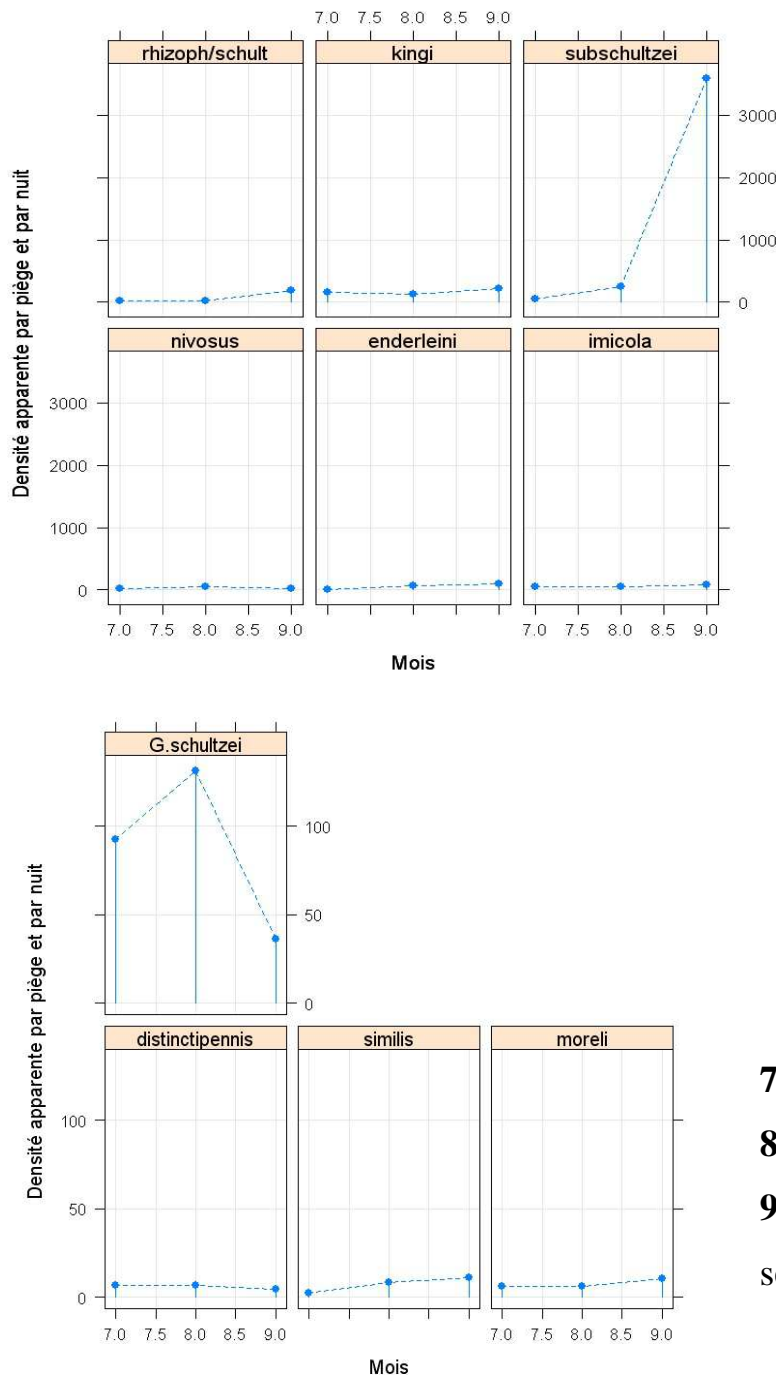 7.0 7.5 8.0 8.5 9.0
rhizoph/schult kingi subschultzei
3000
2000
1000
0
Densité apparente par piège et par nuit
nivosus enderleini imicola
3000
2000
1000
0
7.0 7.5 8.0 8.5 9.0 7.0 7.5 8.0 8.5 9.0
Mois
G.schultzei
100
50
0
Densité apparente par piège et par nuit
distinctipennis similis moreli
100
50
0
7.0 7.5 8.0 8.5 9.0 7.0 7.5 8.0 8.5 9.0
Mois
7
8
9